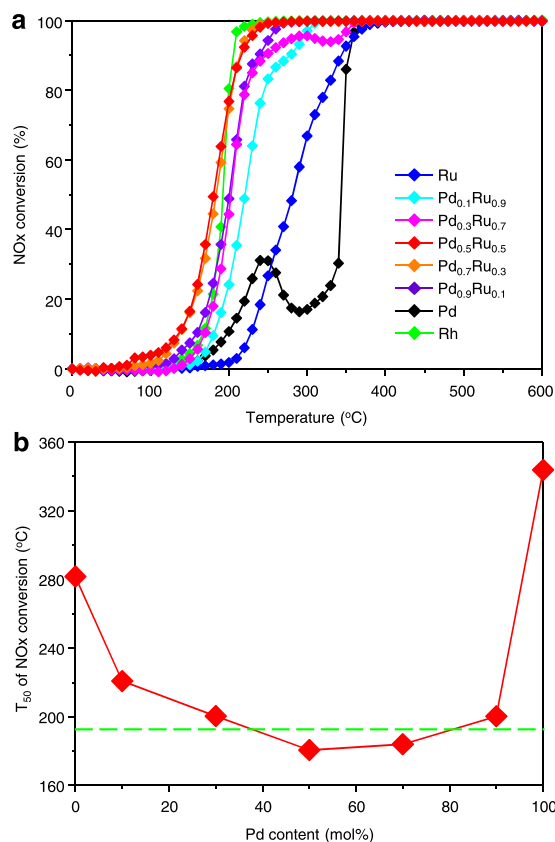 a
100
80
60
40
20
0
NOx conversion (%)
Ru
Pd0.1Ru0.9
Pd0.3Ru0.7
Pd0.5Ru0.5
Pd0.7Ru0.3
Pd0.9Ru0.1
Pd
Rh
0 100 200 300 400 500 600
Temperature (°C)
b
360
320
280
240
200
160
T50 of NOx conversion (°C)
0 20 40 60 80 100
Pd content (mol%)